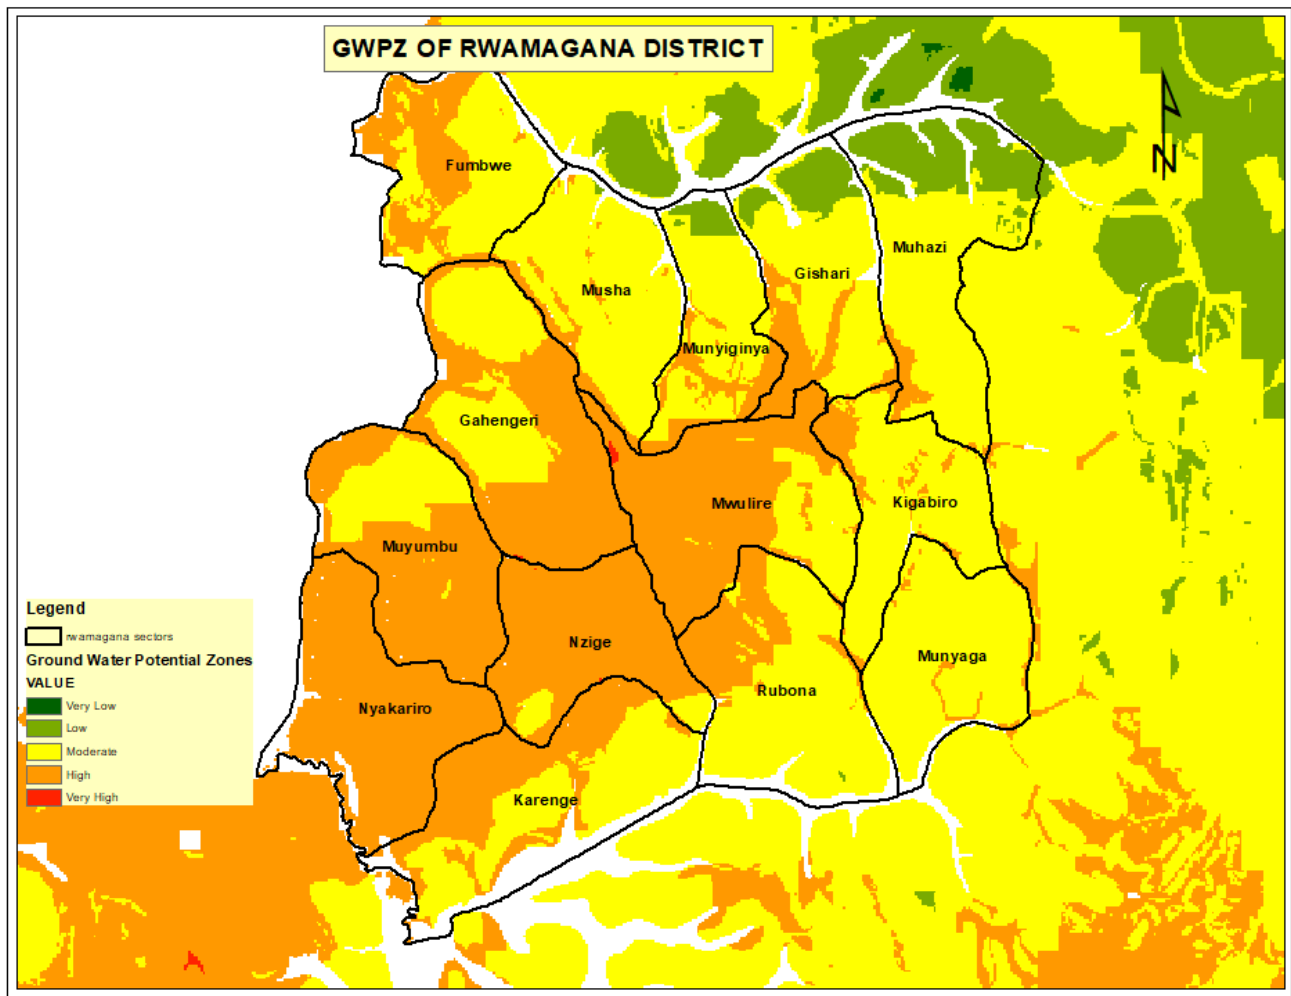 GWPZ OF RWAMAGANA DISTRICT
N
Fumbwe
Muhazi
Gishari
Musha
Munyiginya
Gahengeri
Mwulire
Kigabiro
Muyumbu
Nzige
Munyaga
Rubona
Nyakariro
Karenge
Legend
rwamagana sectors
Ground Water Potential Zones
VALUE
Very Low
Low
Moderate
High
Very High